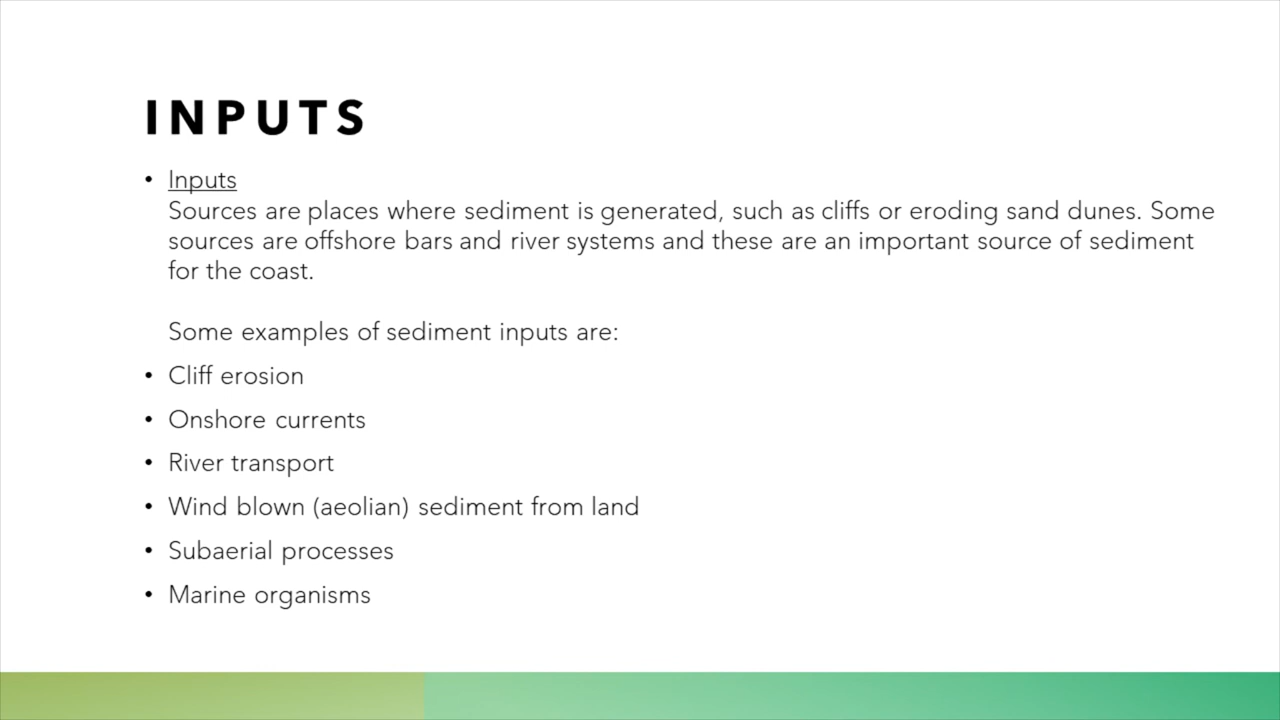 INPUTS
• Inputs
Sources are places where sediment is generated, such as cliffs or eroding sand dunes. Some
sources are offshore bars and river systems and these are an important source of sediment
for the coast.
Some examples of sediment inputs are:
• Cliff erosion
• Onshore currents
• River transport
• Wind blown (aeolian) sediment from land
• Subaerial processes
• Marine organisms